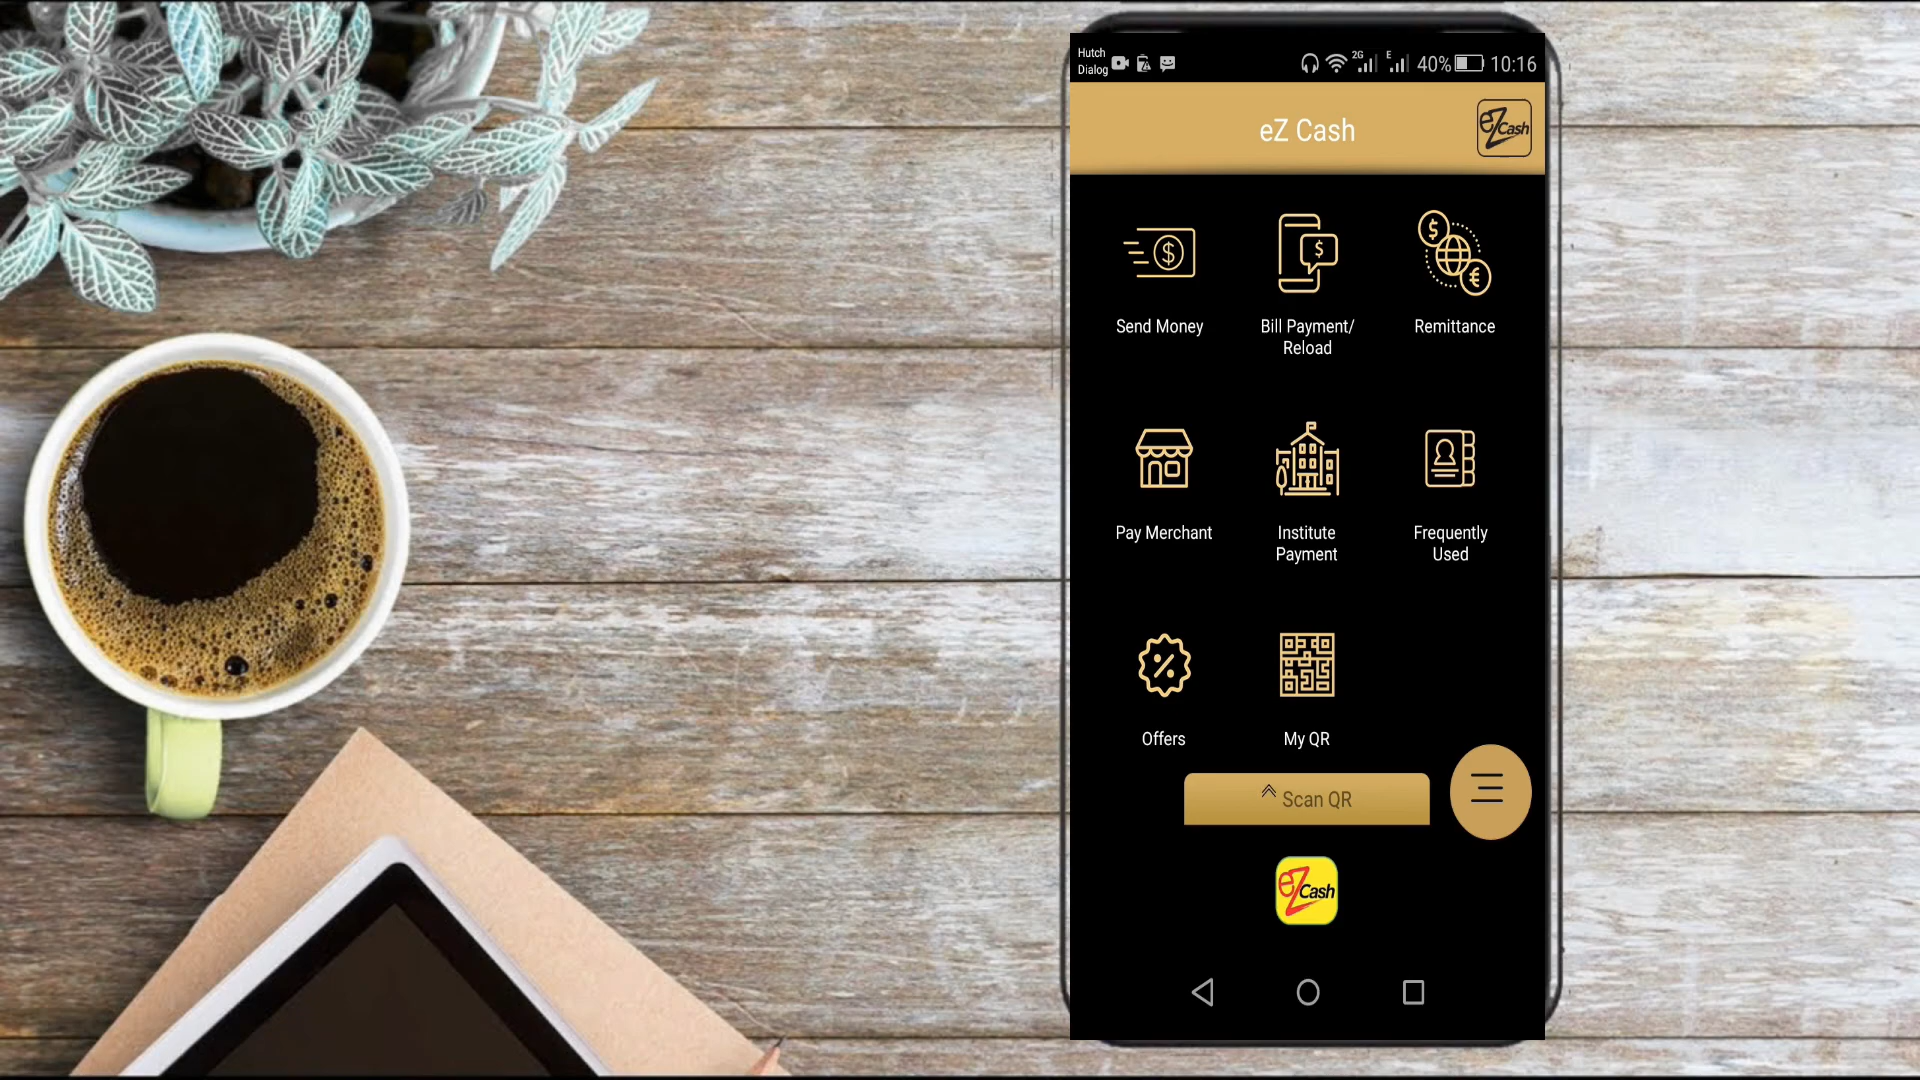 Hutch
Dialog
2G
E
40%
10:16
eZ Cash
eZ Cash
Send Money
Bill Payment/
Reload
Remittance
Pay Merchant
Institute
Payment
Frequently
Used
Offers
My QR
Scan QR
eZ Cash